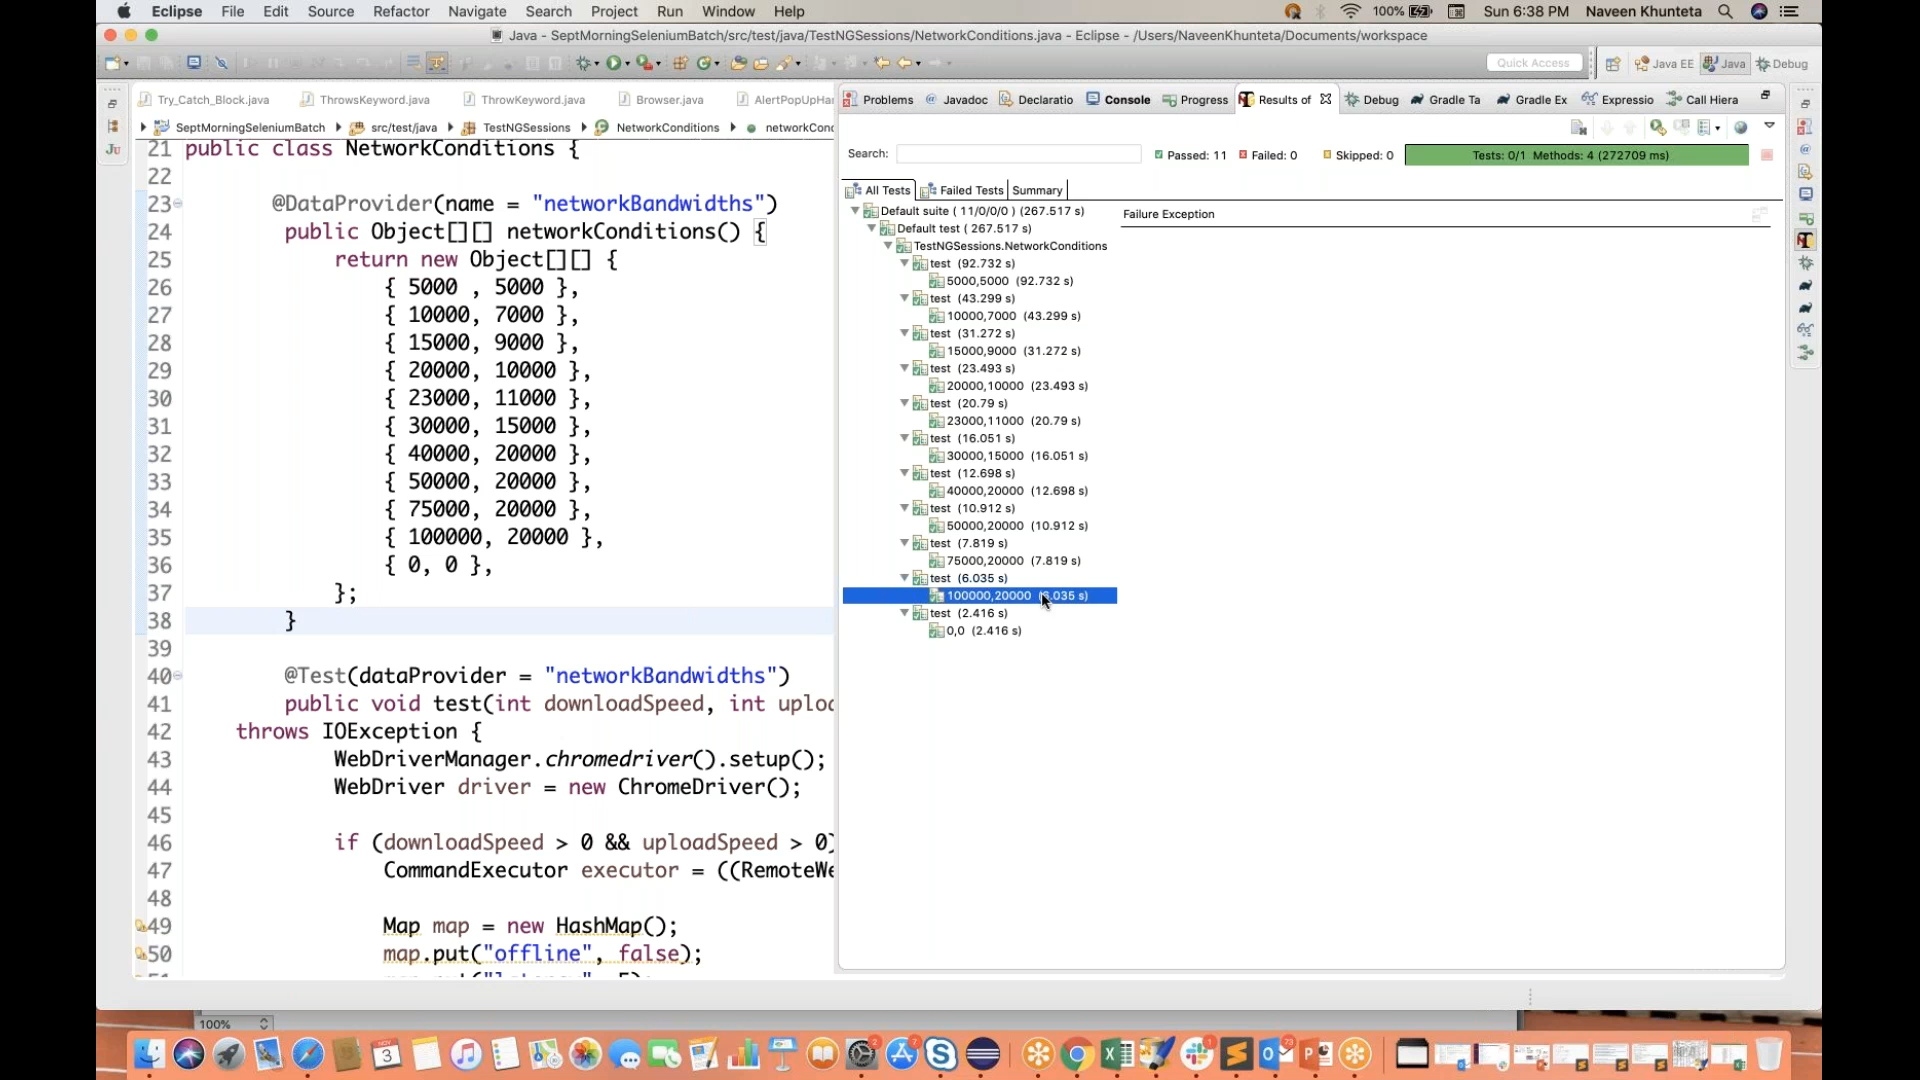 Eclipse File Edit Source Refactor Navigate Search Project Run Window Help 100% Sun 6:38 PM Naveen Khunteta
Java - SeptMorningSeleniumBatch/src/test/java/TestNGSessions/NetworkConditions.java - Eclipse - /Users/NaveenKhunteta/Documents/workspace
Quick Access Java EE Java Debug
Try_Catch_Block.java ThrowsKeyword.java ThrowKeyword.java Browser.java AlertPopUpHa
SeptMorningSeleniumBatch src/test/java TestNGSessions NetworkConditions networkCond
21 public class NetworkConditions {
22
23 @DataProvider(name = "networkBandwidths")
24 public Object[][] networkConditions() {
25 return new Object[][] {
26 { 5000 , 5000 },
27 { 10000, 7000 },
28 { 15000, 9000 },
29 { 20000, 10000 },
30 { 23000, 11000 },
31 { 30000, 15000 },
32 { 40000, 20000 },
33 { 50000, 20000 },
34 { 75000, 20000 },
35 { 100000, 20000 },
36 { 0, 0 },
37 };
38 }
39
40 @Test(dataProvider = "networkBandwidths")
41 public void test(int downloadSpeed, int uploa
42 throws IOException {
43 WebDriverManager.chromedriver().setup();
44 WebDriver driver = new ChromeDriver();
45
46 if (downloadSpeed > 0 && uploadSpeed > 0)
47 CommandExecutor executor = ((RemoteWe
48
49 Map map = new HashMap();
50 map.put("offline", false);
Problems Javadoc Declaratio Console Progress Results of Debug Gradle Ta Gradle Ex Expressio Call Hiera
Search: Passed: 11 Failed: 0 Skipped: 0 Tests: 0/1 Methods: 4 (272709 ms)
All Tests Failed Tests Summary
Default suite ( 11/0/0/0 ) (267.517 s)
Default test ( 267.517 s)
TestNGSessions.NetworkConditions
test (92.732 s)
5000,5000 (92.732 s)
test (43.299 s)
10000,7000 (43.299 s)
test (31.272 s)
15000,9000 (31.272 s)
test (23.493 s)
20000,10000 (23.493 s)
test (20.79 s)
23000,11000 (20.79 s)
test (16.051 s)
30000,15000 (16.051 s)
test (12.698 s)
40000,20000 (12.698 s)
test (10.912 s)
50000,20000 (10.912 s)
test (7.819 s)
75000,20000 (7.819 s)
test (6.035 s)
100000,20000 (6.035 s)
test (2.416 s)
0,0 (2.416 s)
Failure Exception
100%